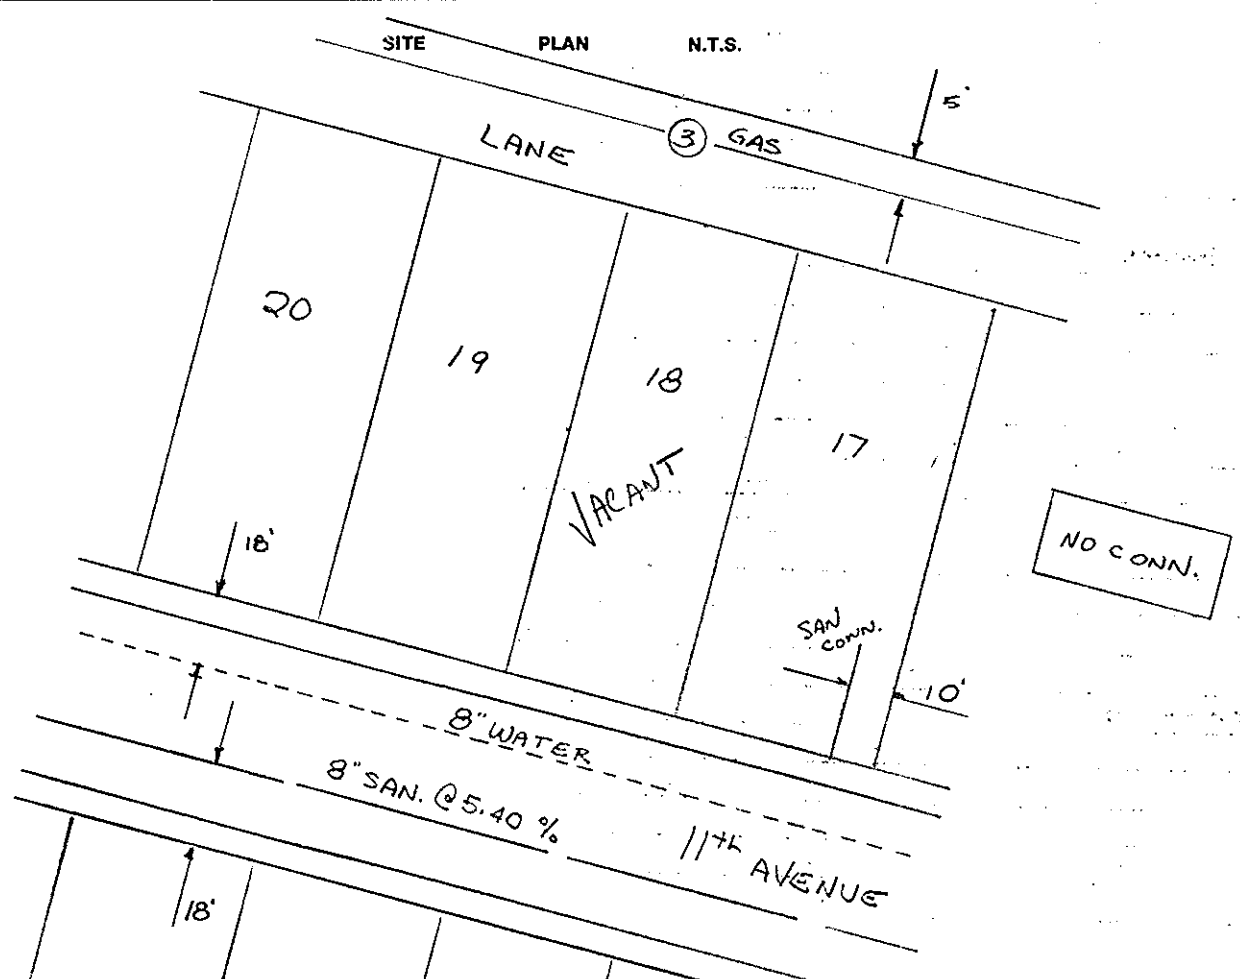 SITE PLAN N.T.S.
5'
LANE
3 GAS
20
19
18
17
VACANT
18'
NO CONN.
SAN
CONN.
10'
8" WATER
8" SAN. @ 5.40 %
11th AVENUE
18'